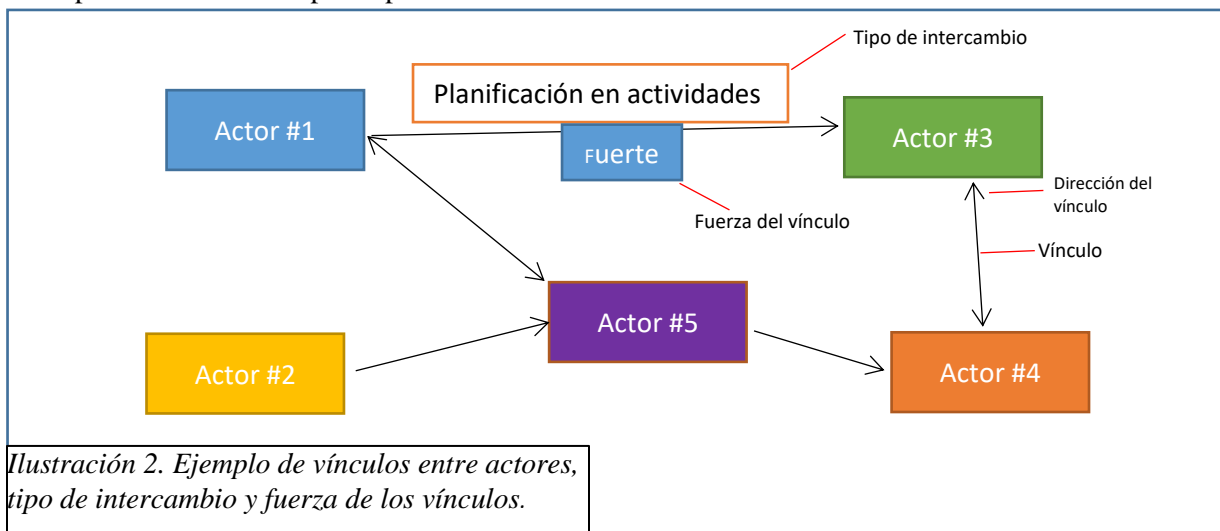 Tipo de intercambio
Planificación en actividades
Actor #1
Fuerte
Actor #3
Dirección del
vínculo
Fuerza del vínculo
Vínculo
Actor #5
Actor #2
Actor #4
Ilustración 2. Ejemplo de vínculos entre actores,
tipo de intercambio y fuerza de los vínculos.